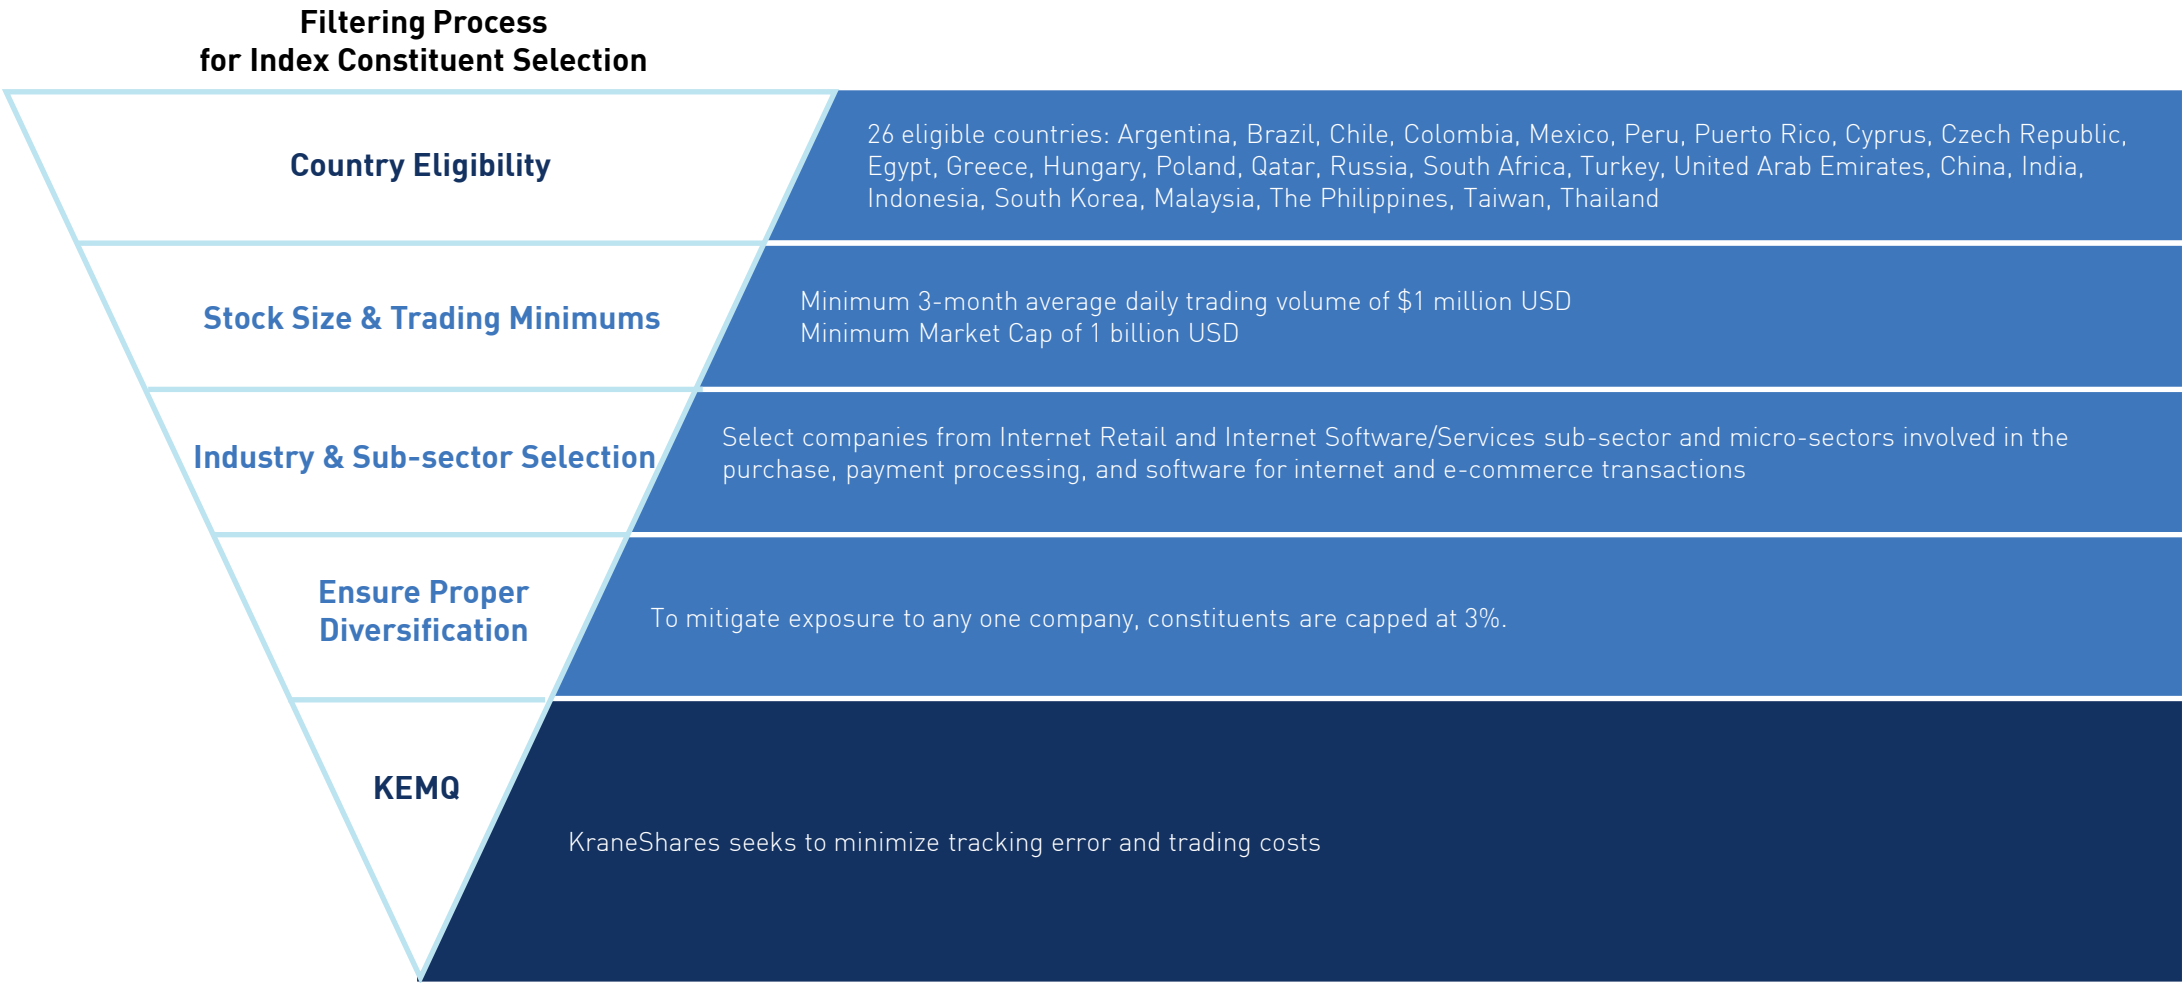 Filtering Process
for Index Constituent Selection
Country Eligibility
26 eligible countries: Argentina, Brazil, Chile, Colombia, Mexico, Peru, Puerto Rico, Cyprus, Czech Republic,
Egypt, Greece, Hungary, Poland, Qatar, Russia, South Africa, Turkey, United Arab Emirates, China, India,
Indonesia, South Korea, Malaysia, The Philippines, Taiwan, Thailand
Stock Size & Trading Minimums
Minimum 3-month average daily trading volume of $1 million USD
Minimum Market Cap of 1 billion USD
Industry & Sub-sector Selection
Select companies from Internet Retail and Internet Software/Services sub-sector and micro-sectors involved in the
purchase, payment processing, and software for internet and e-commerce transactions
Ensure Proper
Diversification
To mitigate exposure to any one company, constituents are capped at 3%.
KEMQ
KraneShares seeks to minimize tracking error and trading costs